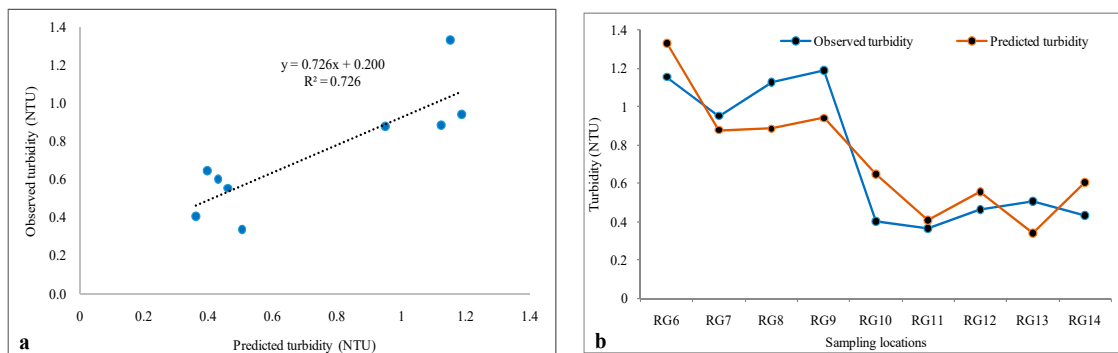 1.4
1.2
1.0
0.8
0.6
0.4
0.2
0.0
Observed turbidity (NTU)
y = 0.726x + 0.200
R² = 0.726
0 0.2 0.4 0.6 0.8 1 1.2 1.4
a Predicted turbidity (NTU)
1.4
1.2
1
0.8
0.6
0.4
0.2
0
Turbidity (NTU)
Observed turbidity Predicted turbidity
RG6 RG7 RG8 RG9 RG10 RG11 RG12 RG13 RG14
b Sampling locations